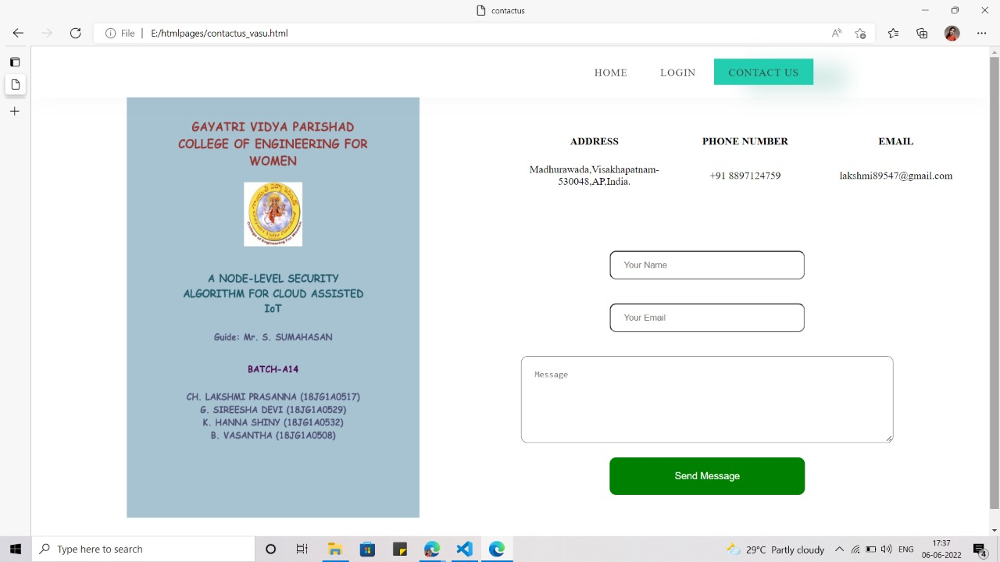 contactus
File
E:/htmlpages/contactus_vasu.html
HOME LOGIN CONTACT US
GAYATRI VIDYA PARISHAD
COLLEGE OF ENGINEERING FOR
WOMEN
A NODE-LEVEL SECURITY
ALGORITHM FOR CLOUD ASSISTED
IoT
Guide: Mr. S. SUMAHASAN
BATCH-A14
CH. LAKSHMI PRASANNA (18JG1A0517)
G. SIREESHA DEVI (18JG1A0529)
K. HANNA SHINY (18JG1A0532)
B. VASANTHA (18JG1A0508)
ADDRESS PHONE NUMBER EMAIL
Madhurawada,Visakhapatnam-
530048,AP,India.
+91 8897124759
lakshmi89547@gmail.com
Your Name
Your Email
Message
Send Message
Type here to search
29°C Partly cloudy
ENG
17:37
06-06-2022
4